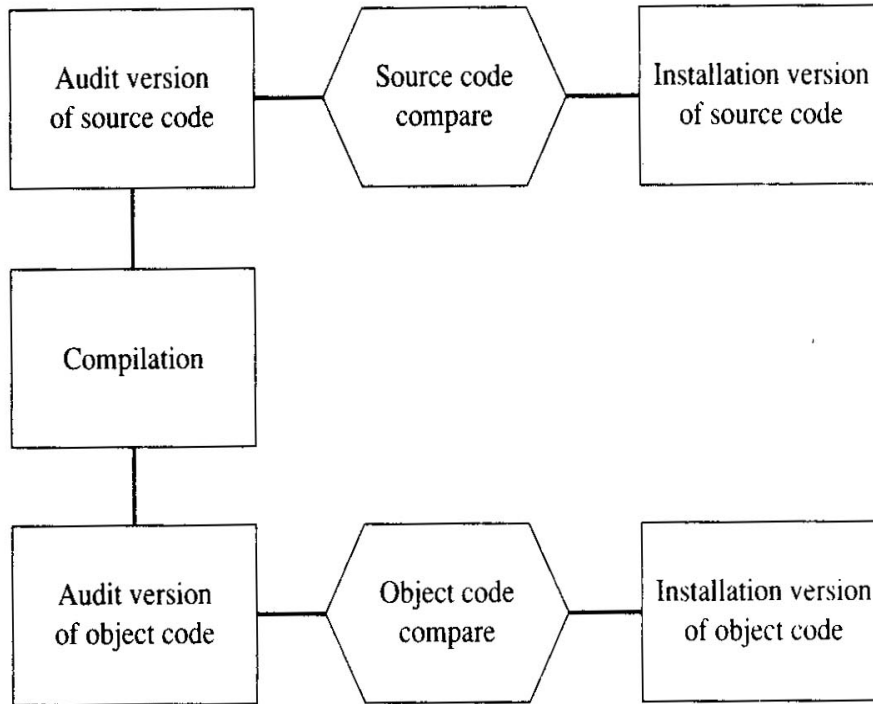 Audit version
of source code
Source code
compare
Installation version
of source code
Compilation
Audit version
of object code
Object code
compare
Installation version
of object code